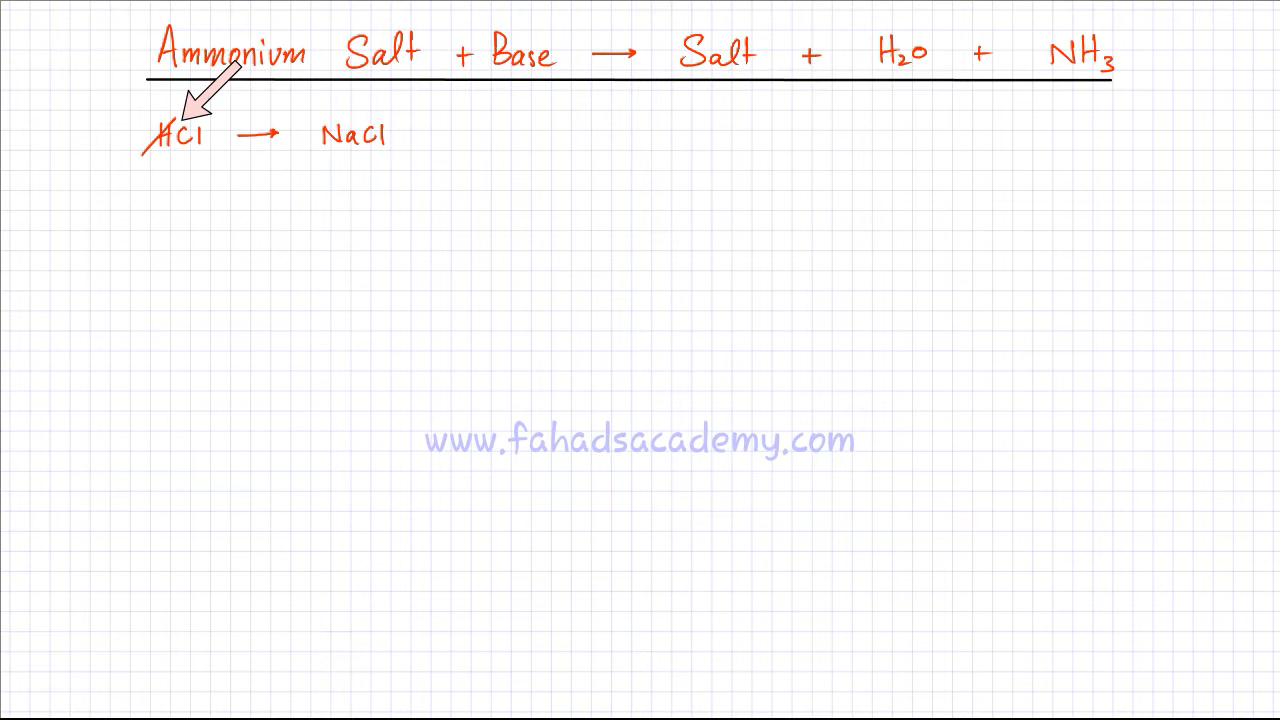 Ammonium Salt + Base → Salt + H₂O + NH₃
HCl → NaCl
www.fahadsacademy.com